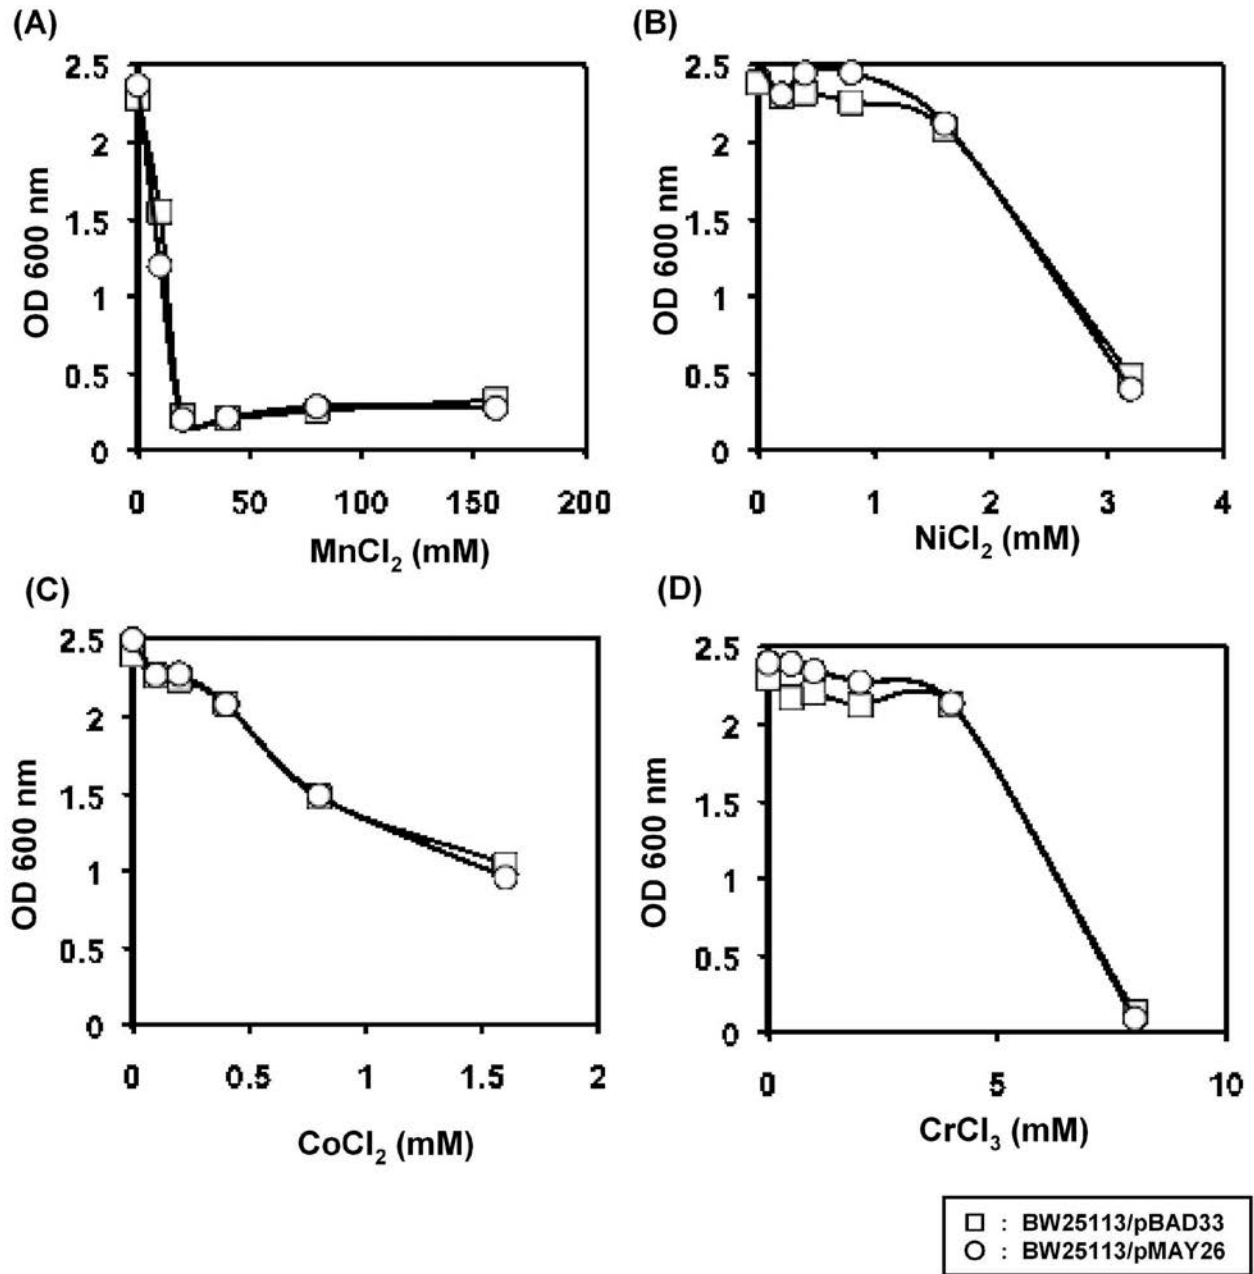 (A)
2.5
2
1.5
1
0.5
0
OD 600 nm
0 50 100 150 200
MnCl₂ (mM)
(B)
2.5
2
1.5
1
0.5
0
OD 600 nm
0 1 2 3 4
NiCl₂ (mM)
(C)
2.5
2
1.5
1
0.5
0
OD 600 nm
0 0.5 1 1.5 2
CoCl₂ (mM)
(D)
2.5
2
1.5
1
0.5
0
OD 600 nm
0 5 10
CrCl₃ (mM)
: BW25113/pBAD33
: BW25113/pMAY26